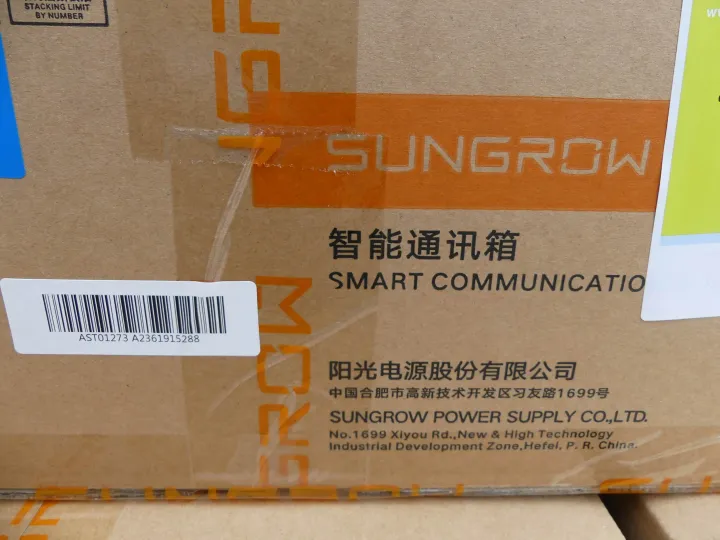 STACKING LIMIT
BY NUMBER
SUNGROW
智能通讯箱
SMART COMMUNICATIO
AST01273 A2361915288
GROW
阳光电源股份有限公司
中国合肥市高新技术开发区习友路1699号
SUNGROW POWER SUPPLY CO.,LTD.
No.1699 Xiyou Rd.,New & High Technology
Industrial Development Zone,Hefei, P. R. China.
SUNGROW